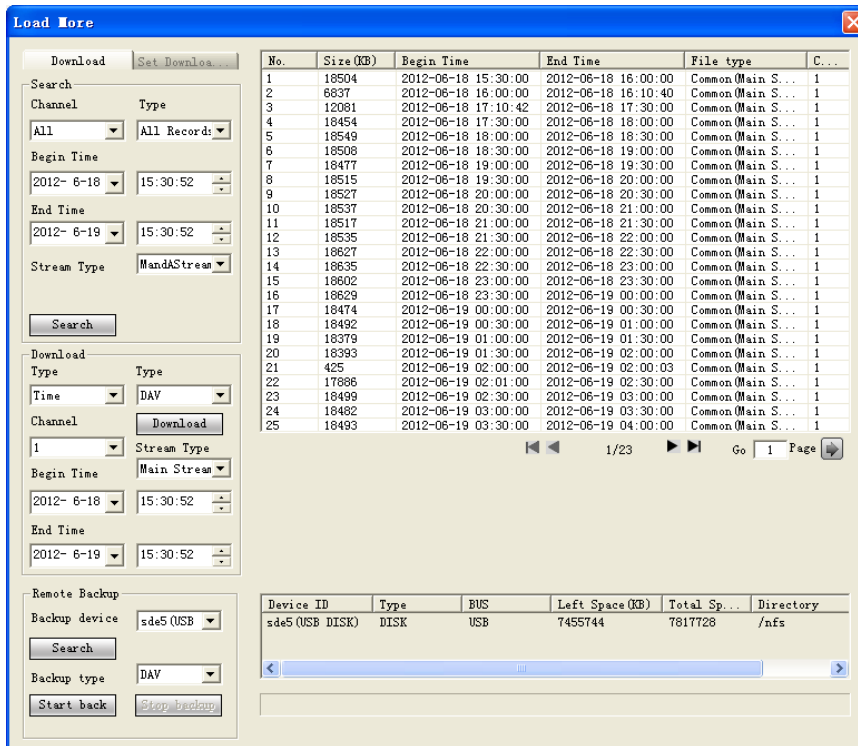 Load More
Download Set Downloa...
Search
Channel Type
All All Records
Begin Time
2012- 6-18 15:30:52
End Time
2012- 6-19 15:30:52
Stream Type MandAStream
Search
Download
Type Type
Time DAV
Channel Download
1 Stream Type
Begin Time Main Stream
2012- 6-18 15:30:52
End Time
2012- 6-19 15:30:52
Remote Backup
Backup device sde5(USB
Search
Backup type DAV
Start back Stop backup
No. Size(KB) Begin Time End Time File type C...
1 18504 2012-06-18 15:30:00 2012-06-18 16:00:00 Common(Main S... 1
2 6837 2012-06-18 16:00:00 2012-06-18 16:10:40 Common(Main S... 1
3 12081 2012-06-18 17:10:42 2012-06-18 17:30:00 Common(Main S... 1
4 18454 2012-06-18 17:30:00 2012-06-18 18:00:00 Common(Main S... 1
5 18549 2012-06-18 18:00:00 2012-06-18 18:30:00 Common(Main S... 1
6 18508 2012-06-18 18:30:00 2012-06-18 19:00:00 Common(Main S... 1
7 18477 2012-06-18 19:00:00 2012-06-18 19:30:00 Common(Main S... 1
8 18515 2012-06-18 19:30:00 2012-06-18 20:00:00 Common(Main S... 1
9 18527 2012-06-18 20:00:00 2012-06-18 20:30:00 Common(Main S... 1
10 18537 2012-06-18 20:30:00 2012-06-18 21:00:00 Common(Main S... 1
11 18517 2012-06-18 21:00:00 2012-06-18 21:30:00 Common(Main S... 1
12 18535 2012-06-18 21:30:00 2012-06-18 22:00:00 Common(Main S... 1
13 18627 2012-06-18 22:00:00 2012-06-18 22:30:00 Common(Main S... 1
14 18635 2012-06-18 22:30:00 2012-06-18 23:00:00 Common(Main S... 1
15 18602 2012-06-18 23:00:00 2012-06-18 23:30:00 Common(Main S... 1
16 18629 2012-06-18 23:30:00 2012-06-19 00:00:00 Common(Main S... 1
17 18474 2012-06-19 00:00:00 2012-06-19 00:30:00 Common(Main S... 1
18 18492 2012-06-19 00:30:00 2012-06-19 01:00:00 Common(Main S... 1
19 18379 2012-06-19 01:00:00 2012-06-19 01:30:00 Common(Main S... 1
20 18393 2012-06-19 01:30:00 2012-06-19 02:00:00 Common(Main S... 1
21 425 2012-06-19 02:00:00 2012-06-19 02:00:03 Common(Main S... 1
22 17886 2012-06-19 02:01:00 2012-06-19 02:30:00 Common(Main S... 1
23 18499 2012-06-19 02:30:00 2012-06-19 03:00:00 Common(Main S... 1
24 18482 2012-06-19 03:00:00 2012-06-19 03:30:00 Common(Main S... 1
25 18493 2012-06-19 03:30:00 2012-06-19 04:00:00 Common(Main S... 1
1/23 Go 1 Page
Device ID Type BUS Left Space(KB) Total Sp... Directory
sde5(USB DISK) DISK USB 7455744 7817728 /nfs